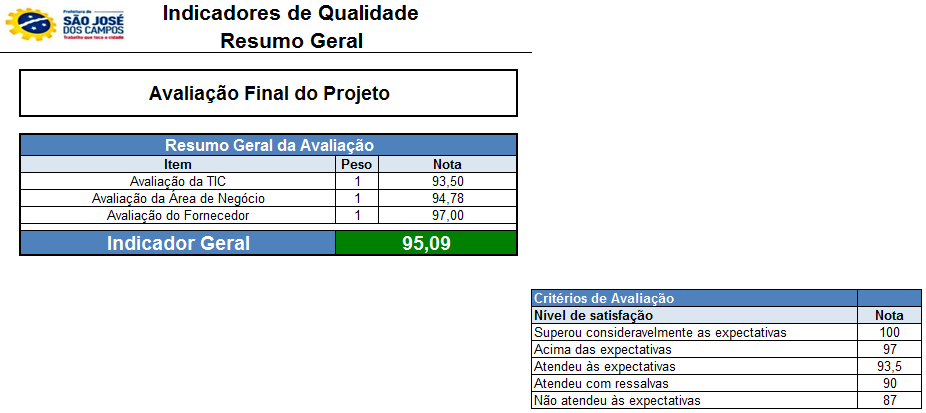 Prefeitura de
SÃO JOSÉ
DOS CAMPOS
Trabalho que toca a cidade
Indicadores de Qualidade
Resumo Geral
Avaliação Final do Projeto
Resumo Geral da Avaliação
Item Peso Nota
Avaliação da TIC 1 93,50
Avaliação da Área de Negócio 1 94,78
Avaliação do Fornecedor 1 97,00
Indicador Geral 95,09
Critérios de Avaliação
Nível de satisfação Nota
Superou consideravelmente as expectativas 100
Acima das expectativas 97
Atendeu às expectativas 93,5
Atendeu com ressalvas 90
Não atendeu às expectativas 87